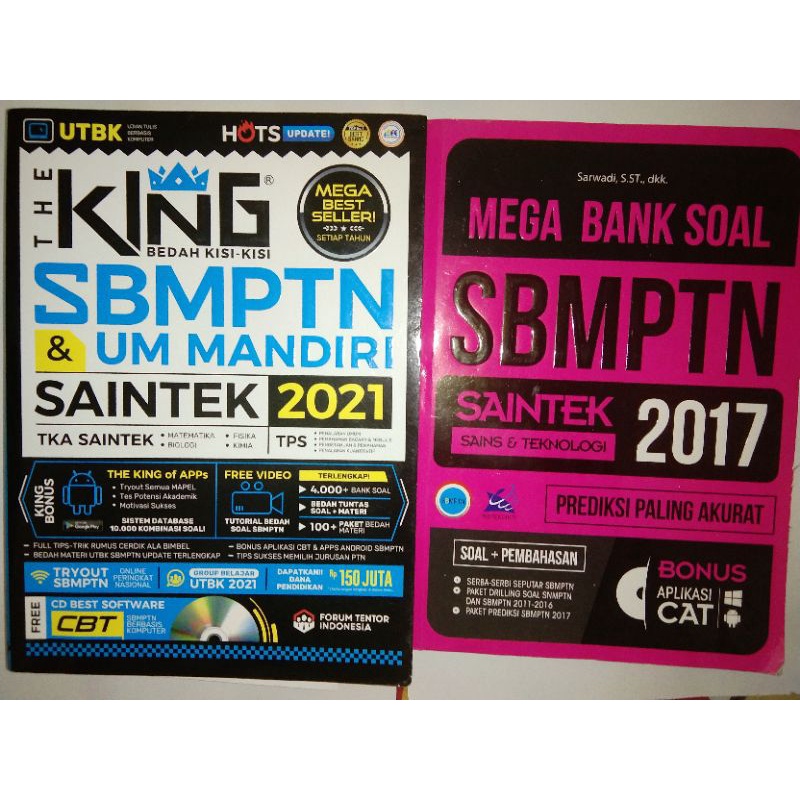 UTBK
UJIAN TULIS
BERBASIS
KOMPUTER
HOTS UPDATE!
THE KING®
BEDAH KISI-KISI
MEGA
BEST
SELLER!
SETIAP TAHUN
SBMPTN
& UM MANDIRI
SAINTEK 2021
TKA SAINTEK
• MATEMATIKA • FISIKA
• BIOLOGI • KIMIA
TPS
KING BONUS
THE KING of APPs
• Tryout Semua MAPEL
• Tes Potensi Akademik
• Motivasi Sukses
Google Play
SISTEM DATABASE
10.000 KOMBINASI SOAL!
FREE VIDEO
TUTORIAL BEDAH
SOAL SBMPTN
TERLENGKAP!
4.000+ BANK SOAL
BEDAH TUNTAS
SOAL+MATERI
100+ PAKET BEDAH
MATERI
- FULL TIPS-TRIK RUMUS CERDIK ALA BIMBEL
- BEDAH MATERI UTBK SBMPTN UPDATE TERLENGKAP
- BONUS APLIKASI CBT & APPS ANDROID SBMPTN
- TIPS SUKSES MEMILIH JURUSAN PTN
TRYOUT
SBMPTN
ONLINE
PERINGKAT
NASIONAL
GROUP BELAJAR
UTBK 2021
DAPATKAN!
DANA
PENDIDIKAN
Rp 150 JUTA
FREE
CD BEST SOFTWARE
CBT
SBMPTN
BERBASIS
KOMPUTER
FORUM TENTOR
INDONESIA
Sarwadi, S.ST., dkk.
MEGA BANK SOAL
SBMPTN
SAINTEK
SAINS & TEKNOLOGI
2017
PREDIKSI PALING AKURAT
SOAL + PEMBAHASAN
SERBA-SERBI SEPUTAR SBMPTN
PAKET DRILLING SOAL SNMPTN
DAN SBMPTN 2011-2016
PAKET PREDIKSI SBMPTN 2017
BONUS
APLIKASI
CAT